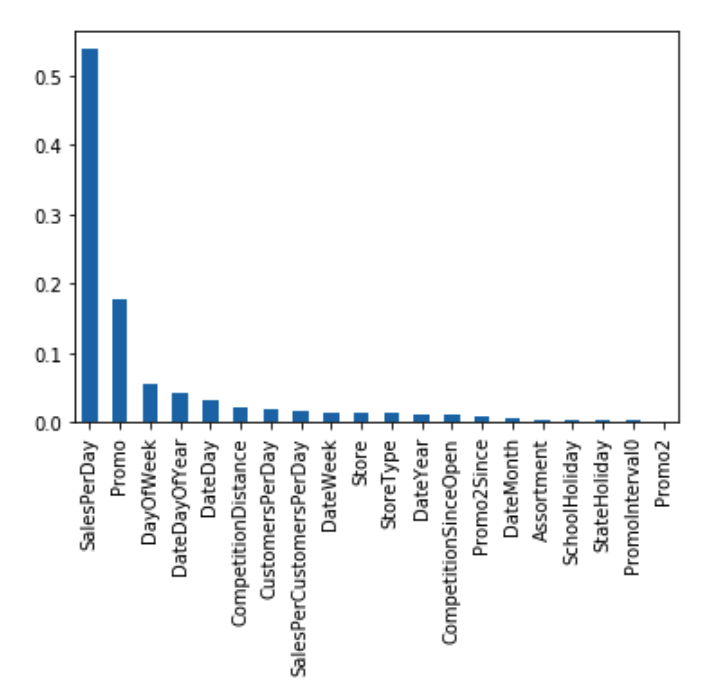 0.5
0.4
0.3
0.2
0.1
0.0
SalesPerDay
Promo
DayOfWeek
DateDayOfYear
DateDay
CompetitionDistance
CustomersPerDay
SalesPerCustomersPerDay
DateWeek
Store
StoreType
DateYear
CompetitionSinceOpen
Promo2Since
DateMonth
Assortment
SchoolHoliday
StateHoliday
PromoInterval0
Promo2